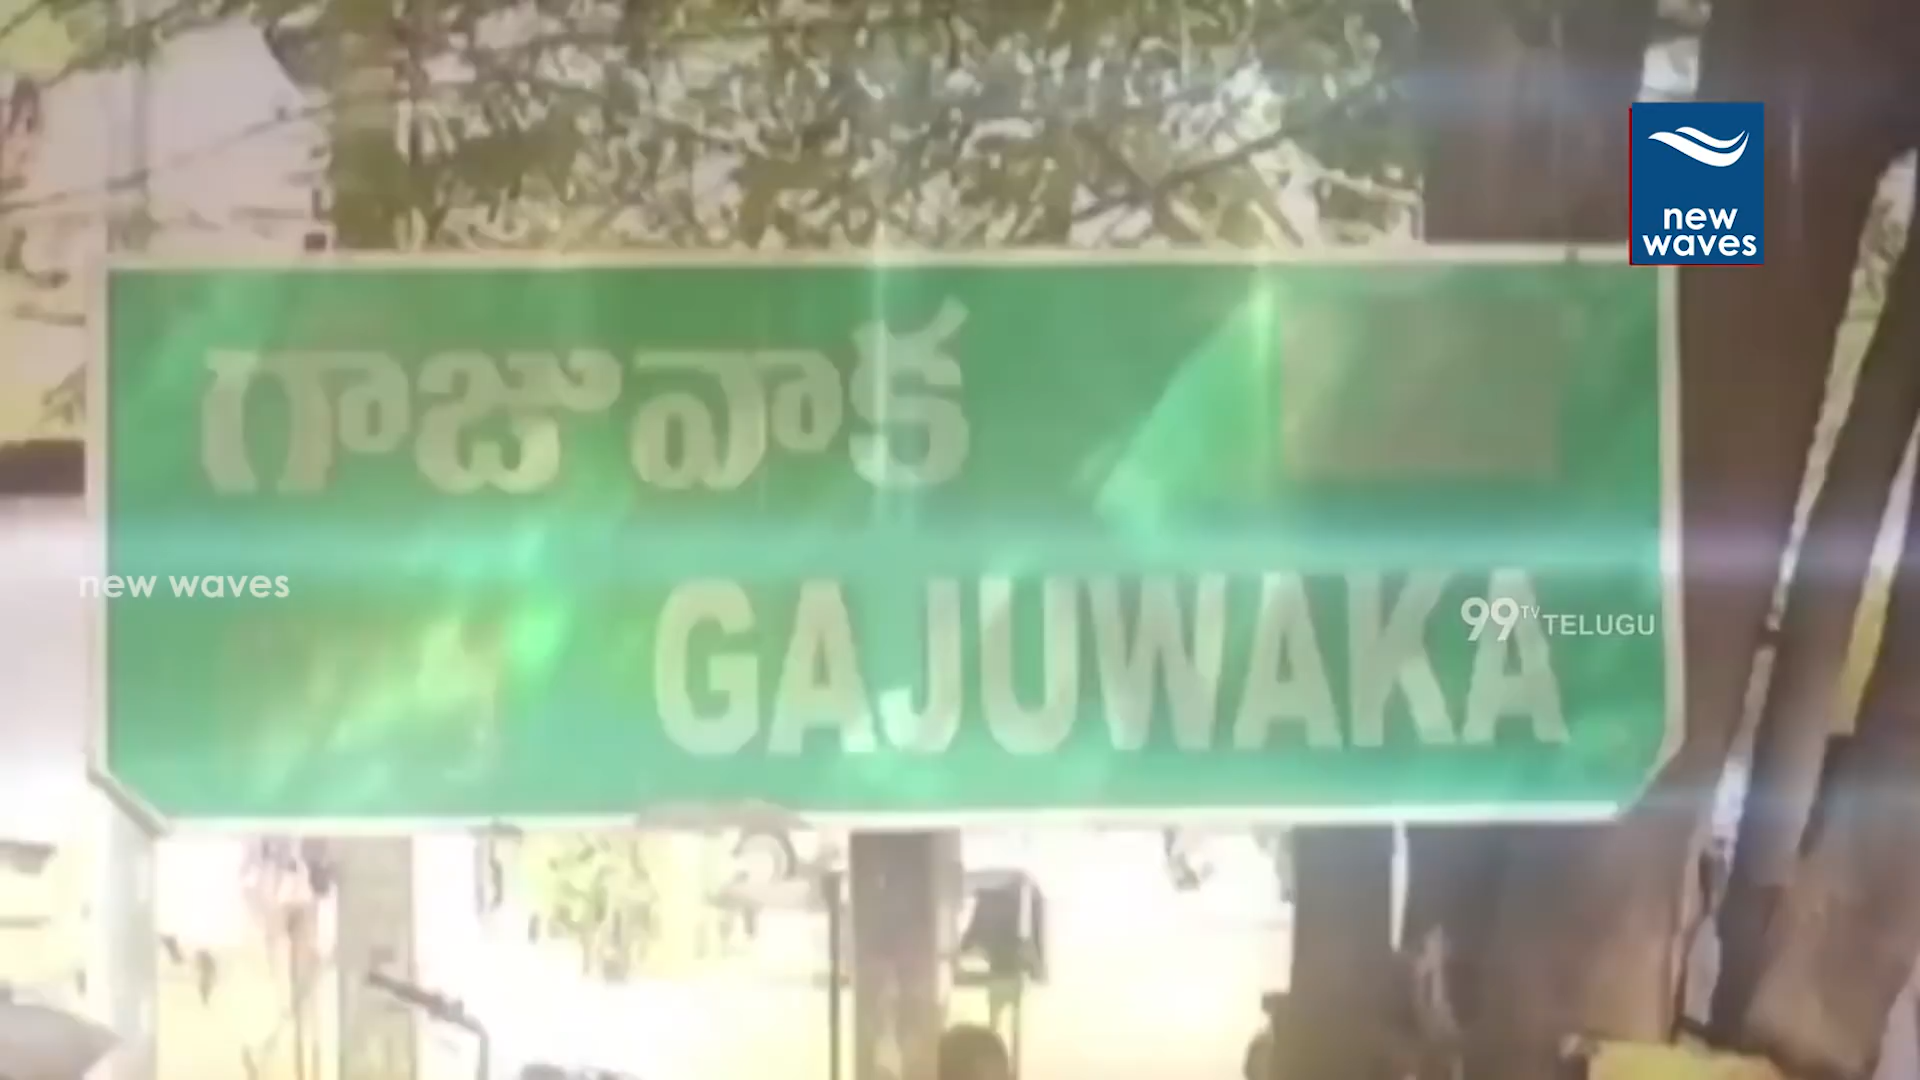 new
waves
గాజువాక
new waves
GAJUWAKA
99TV TELUGU